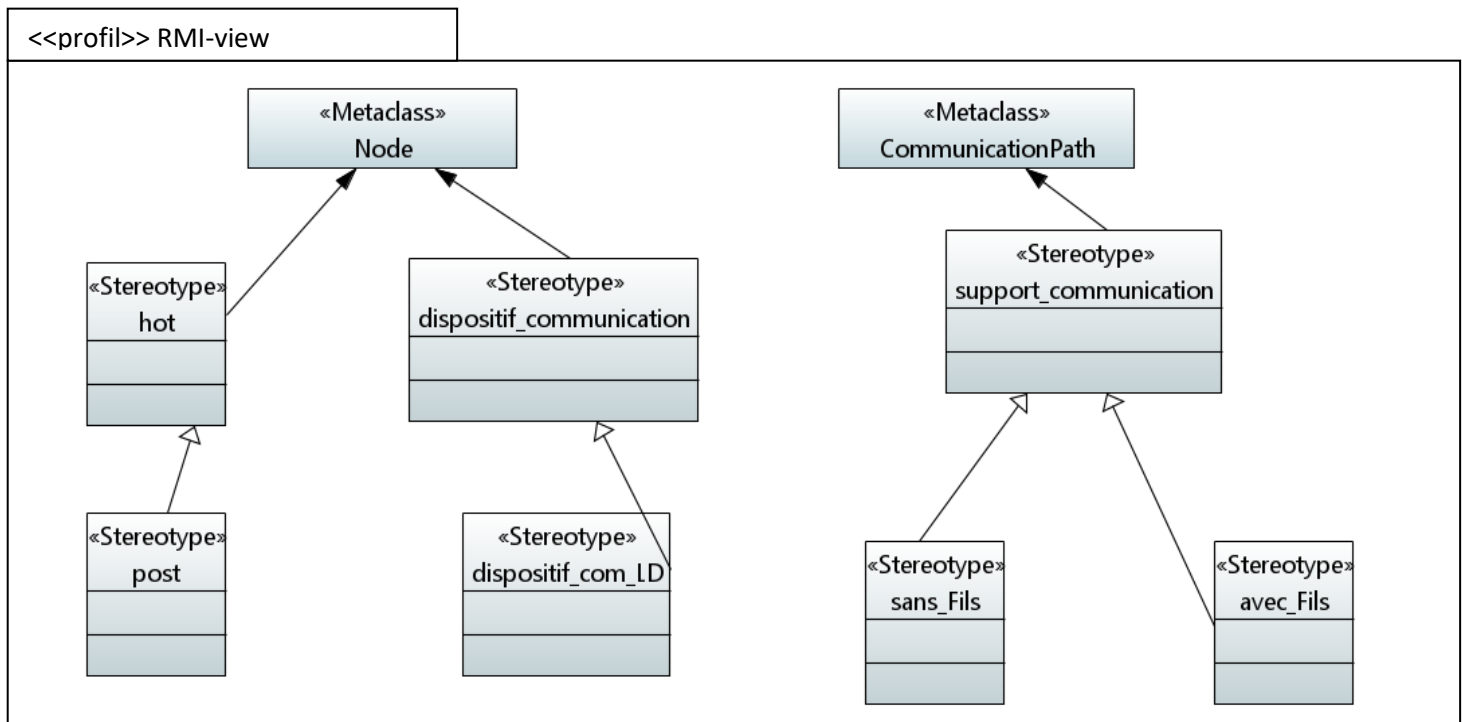 <<profil>> RMI-view
«Metaclass»
Node
«Metaclass»
CommunicationPath
«Stereotype»
hot
«Stereotype»
dispositif_communication
«Stereotype»
support_communication
«Stereotype»
post
«Stereotype»
dispositif_com_LD
«Stereotype»
sans_Fils
«Stereotype»
avec_Fils